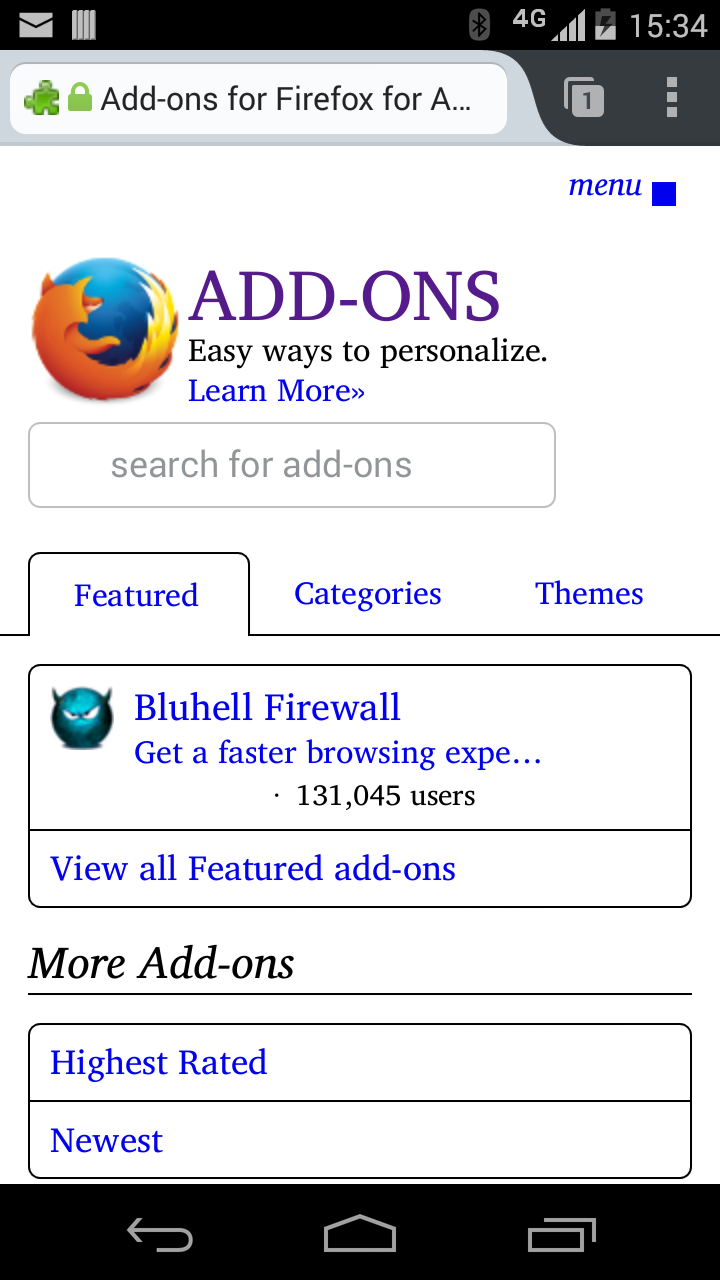 4G 15:34
Add-ons for Firefox for A...
1
menu
ADD-ONS
Easy ways to personalize.
Learn More»
search for add-ons
Featured Categories Themes
Bluhell Firewall
Get a faster browsing expe...
· 131,045 users
View all Featured add-ons
More Add-ons
Highest Rated
Newest